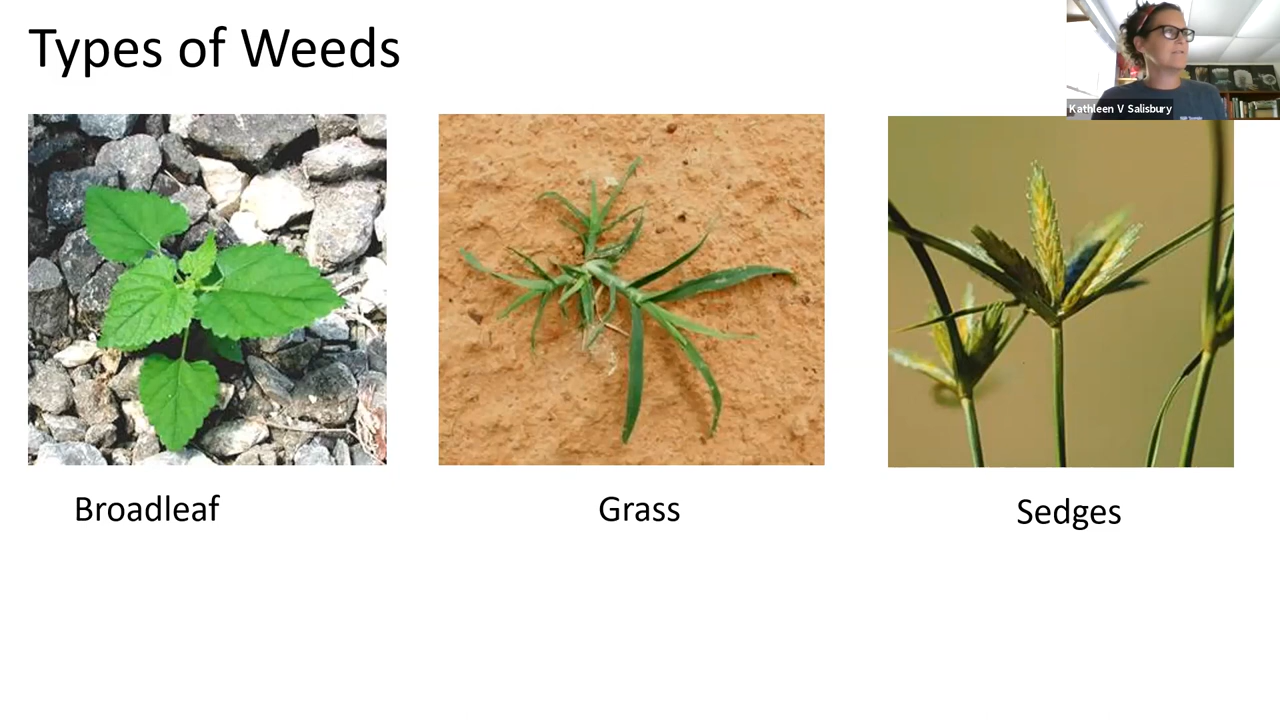 Types of Weeds
Kathleen V Salisbury
Broadleaf
Grass
Sedges